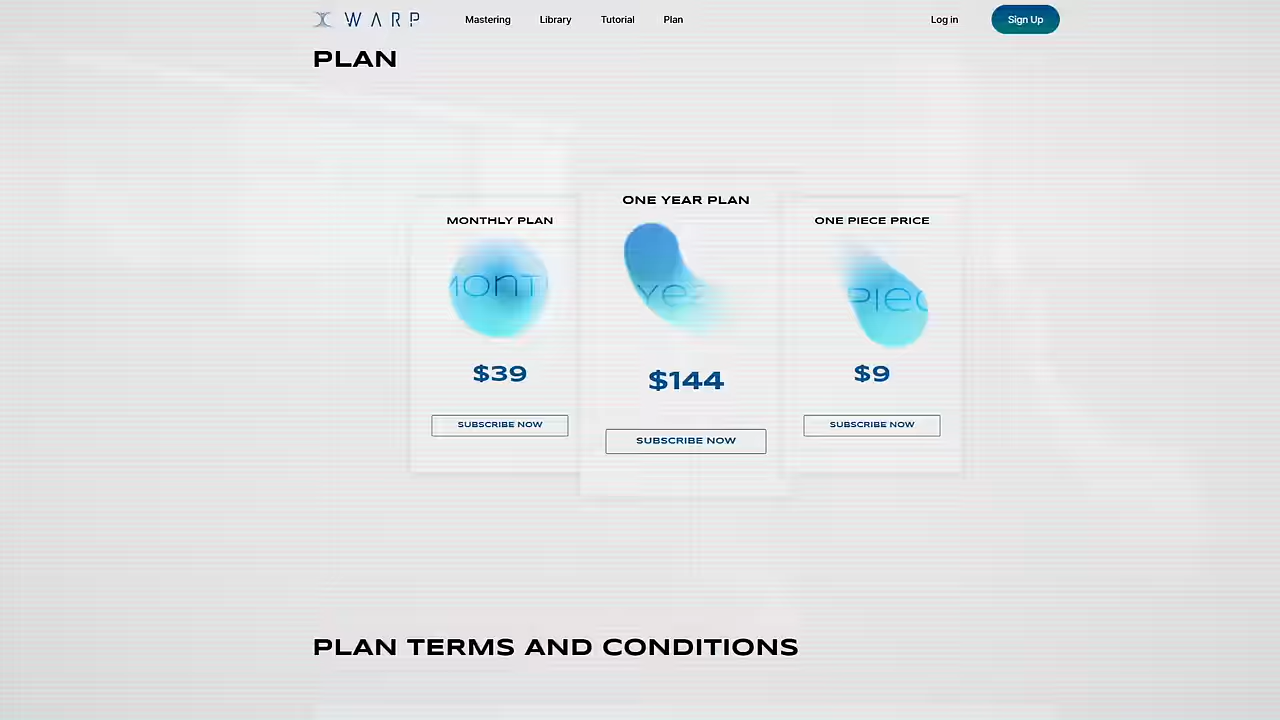 WARP
Mastering
Library
Tutorial
Plan
Log in
Sign Up
PLAN
MONTHLY PLAN
$39
SUBSCRIBE NOW
ONE YEAR PLAN
$144
SUBSCRIBE NOW
ONE PIECE PRICE
$9
SUBSCRIBE NOW
PLAN TERMS AND CONDITIONS